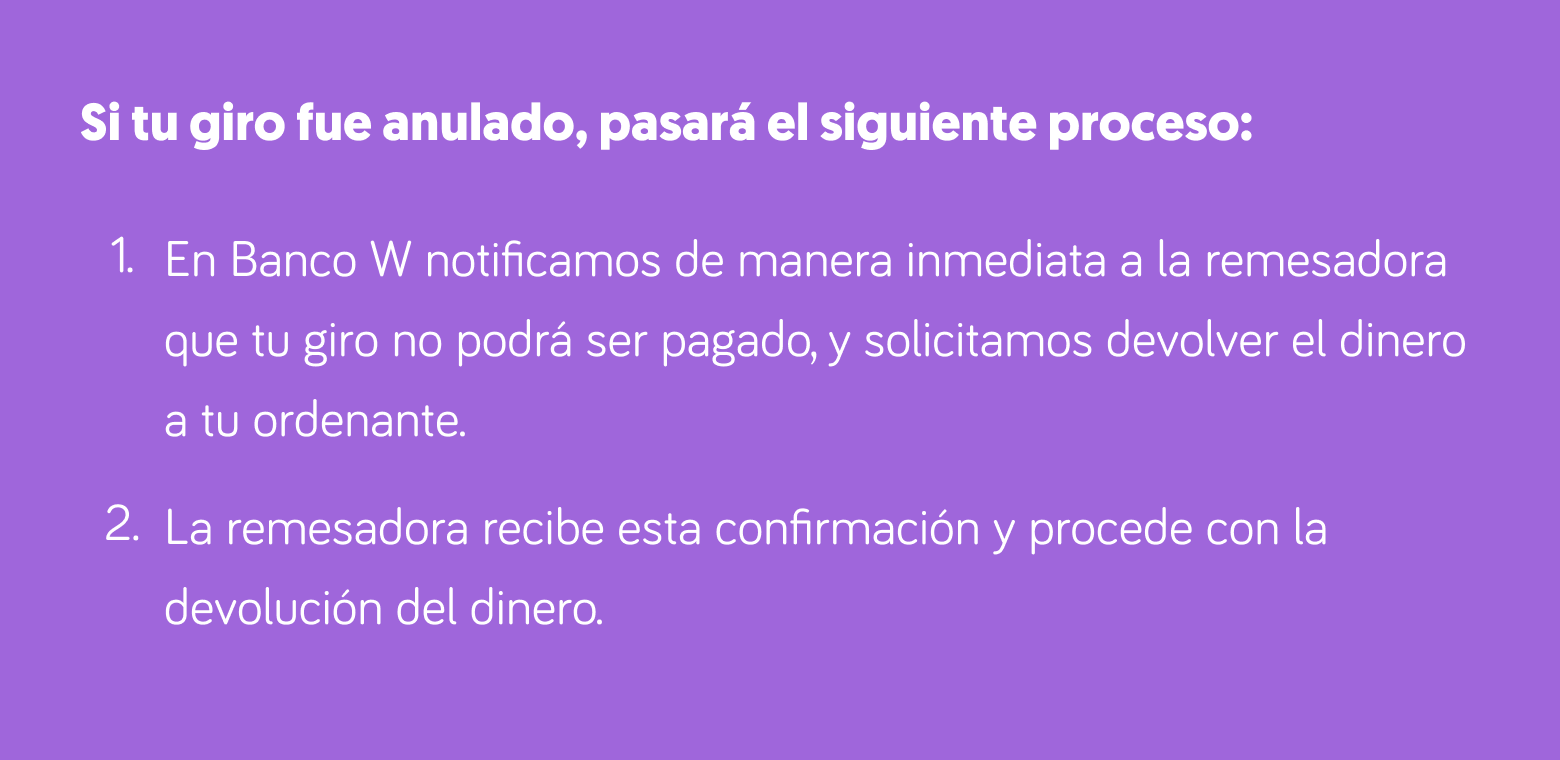 Si tu giro fue anulado, pasará el siguiente proceso:
1. En Banco W notificamos de manera inmediata a la remesadora
que tu giro no podrá ser pagado, y solicitamos devolver el dinero
a tu ordenante.
2. La remesadora recibe esta confirmación y procede con la
devolución del dinero.